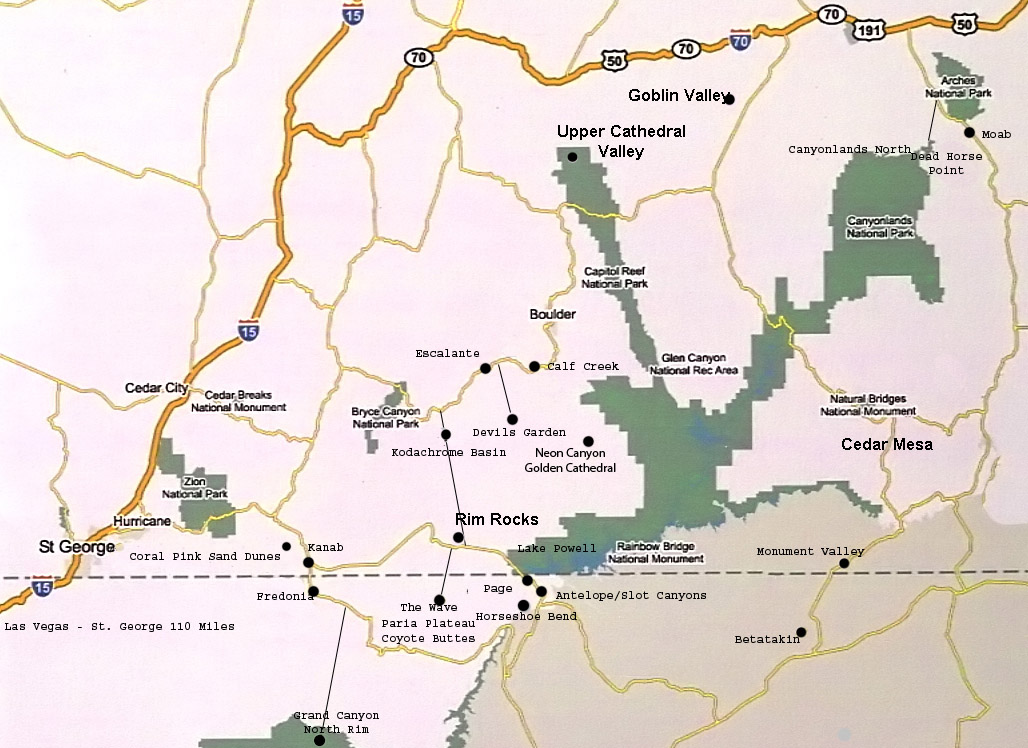 15
70
191
50
70
50
70
70
Arches
National Park
Goblin Valley
Moab
Upper Cathedral
Valley
Canyonlands North
Dead Horse
Point
Canyonlands
National Park
Capitol Reef
National Park
Boulder
15
Escalante
Calf Creek
Glen Canyon
National Rec Area
Cedar City
Cedar Breaks
National Monument
Natural Bridges
National Monument
Bryce Canyon
National Park
Devils Garden
Kodachrome Basin
Neon Canyon
Golden Cathedral
Cedar Mesa
Zion
National Park
Hurricane
Rim Rocks
St George
Coral Pink Sand Dunes
Kanab
Lake Powell
Rainbow Bridge
National Monument
Monument Valley
15
Fredonia
Page
Antelope/Slot Canyons
The Wave
Paria Plateau
Coyote Buttes
Horseshoe Bend
Las Vegas - St. George 110 Miles
Betatakin
Grand Canyon
North Rim